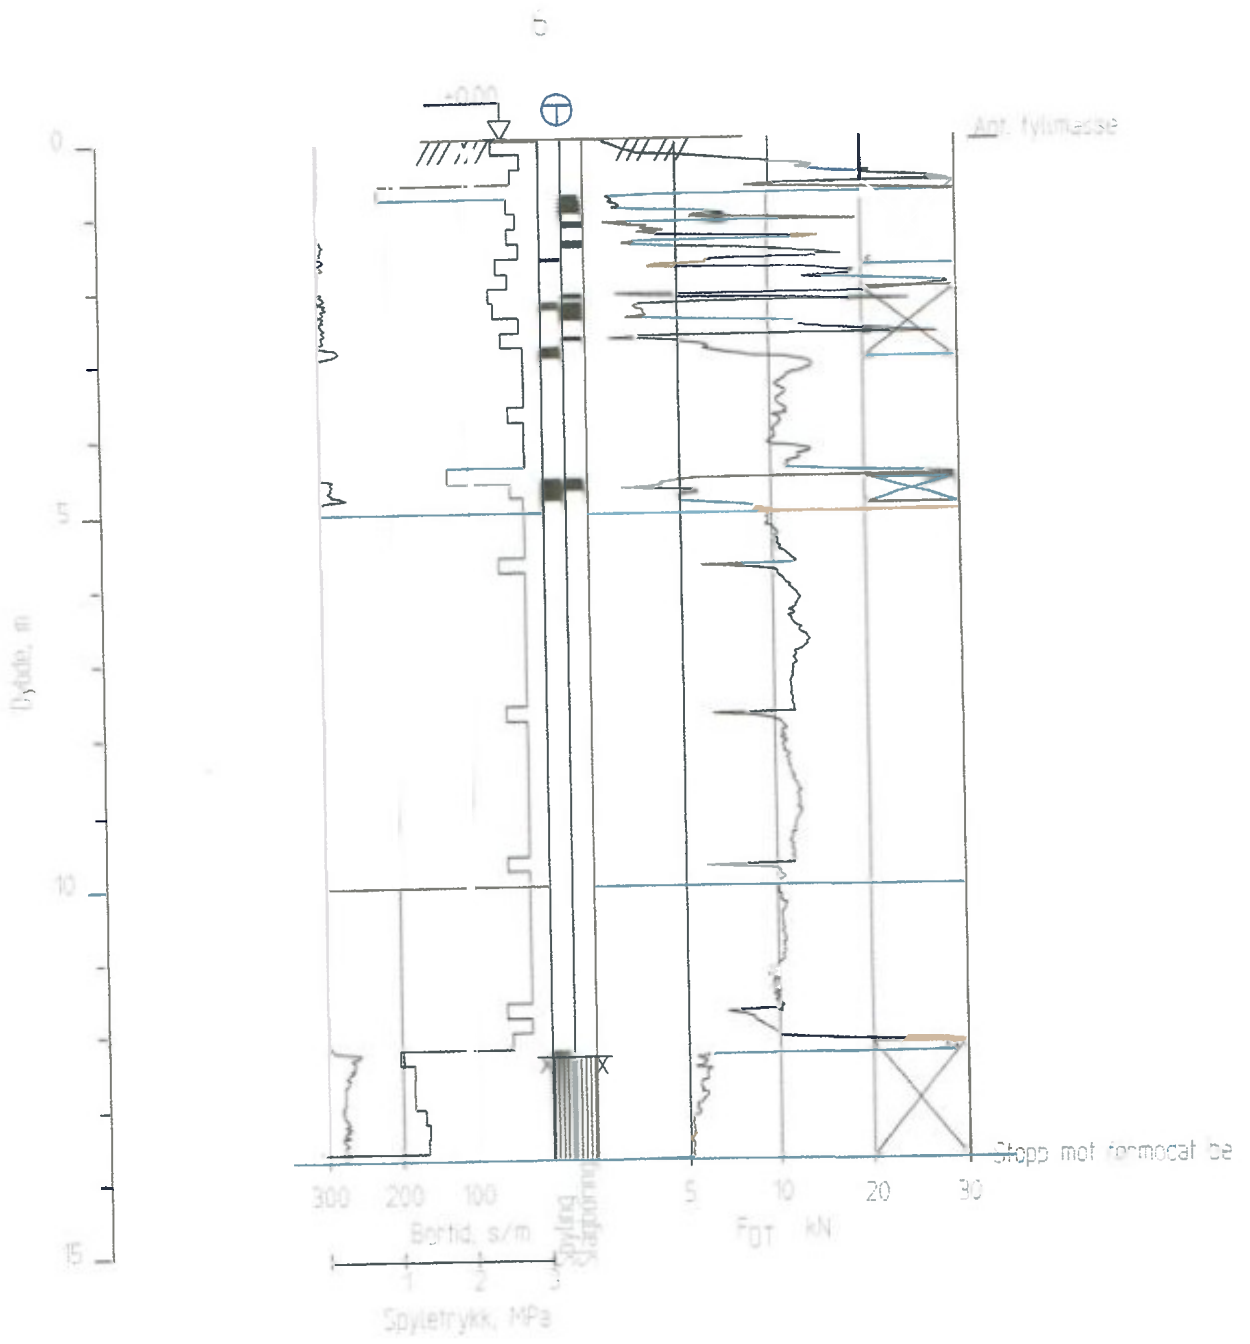 6
+0.00
Ant. fyllmasse
0
5
Dybde, m
10
Stopp mot formodet be
300 200 100 5 10 20 30
Bortid, s/m
Spyling
Slagboring
F_DT kN
15
1 2 3
Spyletrykk, MPa